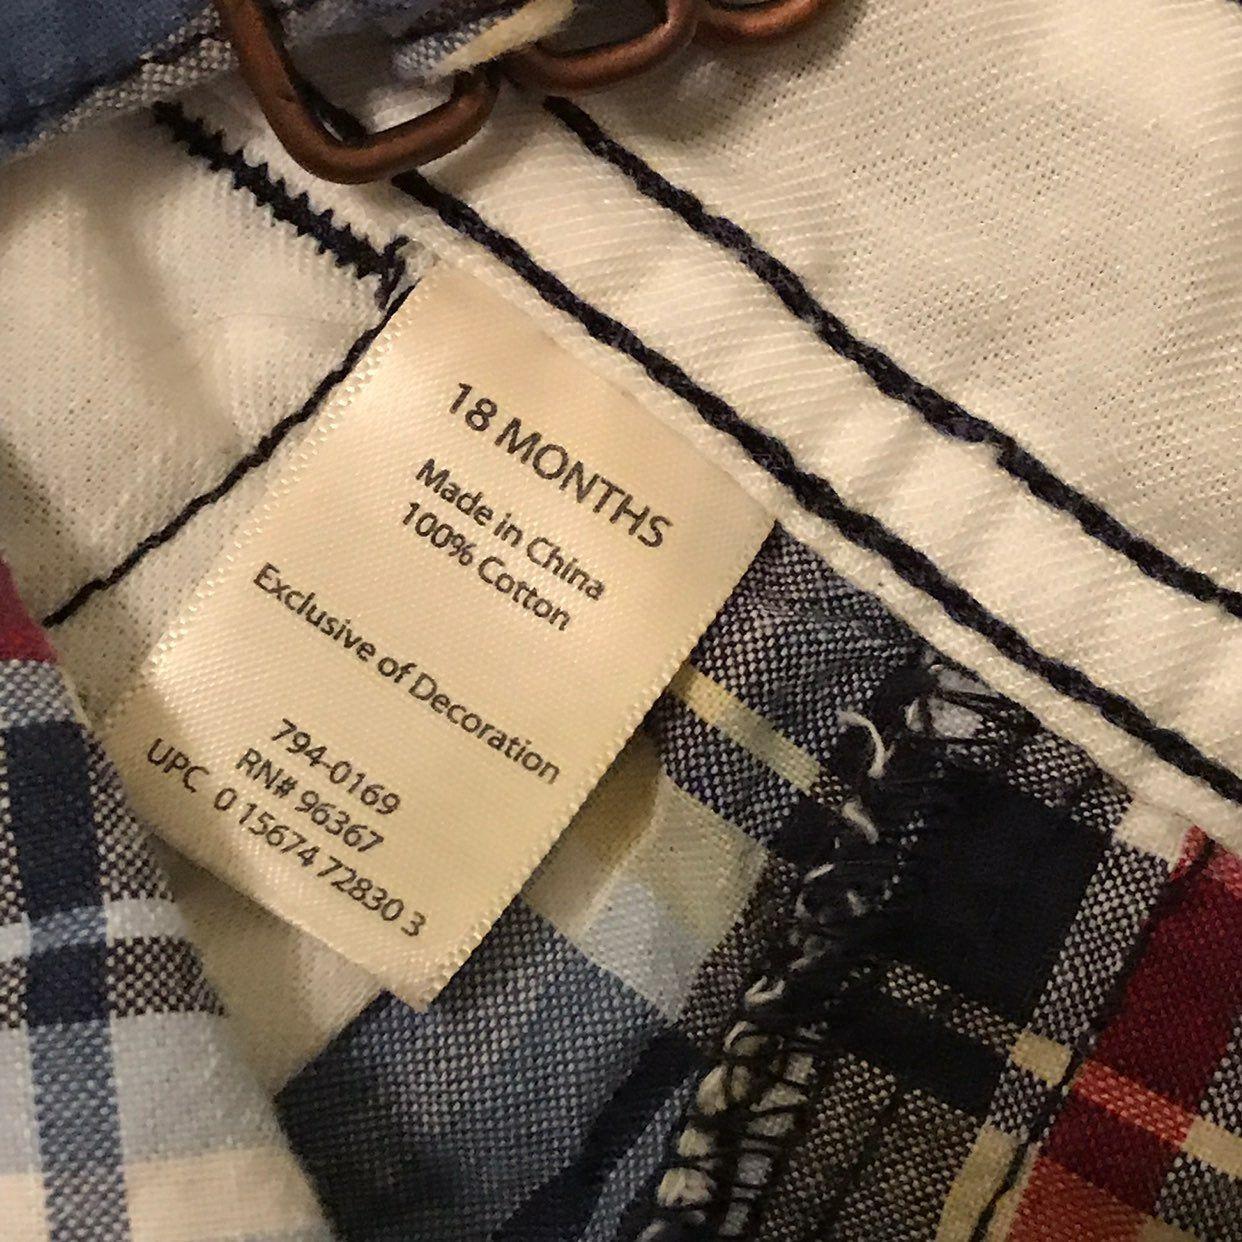 18 MONTHS
Made in China
100% Cotton
Exclusive of Decoration
794-0169
RN# 96367
UPC 0 15674 72830 3